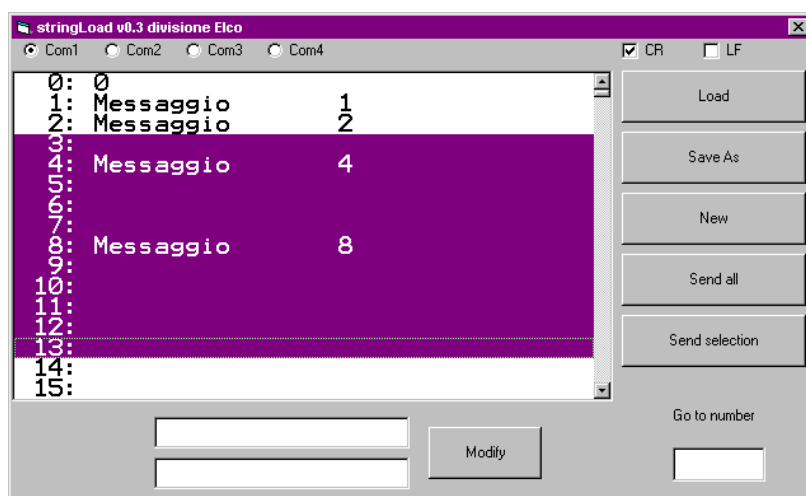 stringLoad v0.3 divisione Elco
Com1 Com2 Com3 Com4 CR LF
0: 0
1: Messaggio 1
2: Messaggio 2
3:
4: Messaggio 4
5:
6:
7:
8: Messaggio 8
9:
10:
11:
12:
13:
14:
15:
Load
Save As
New
Send all
Send selection
Go to number
Modify